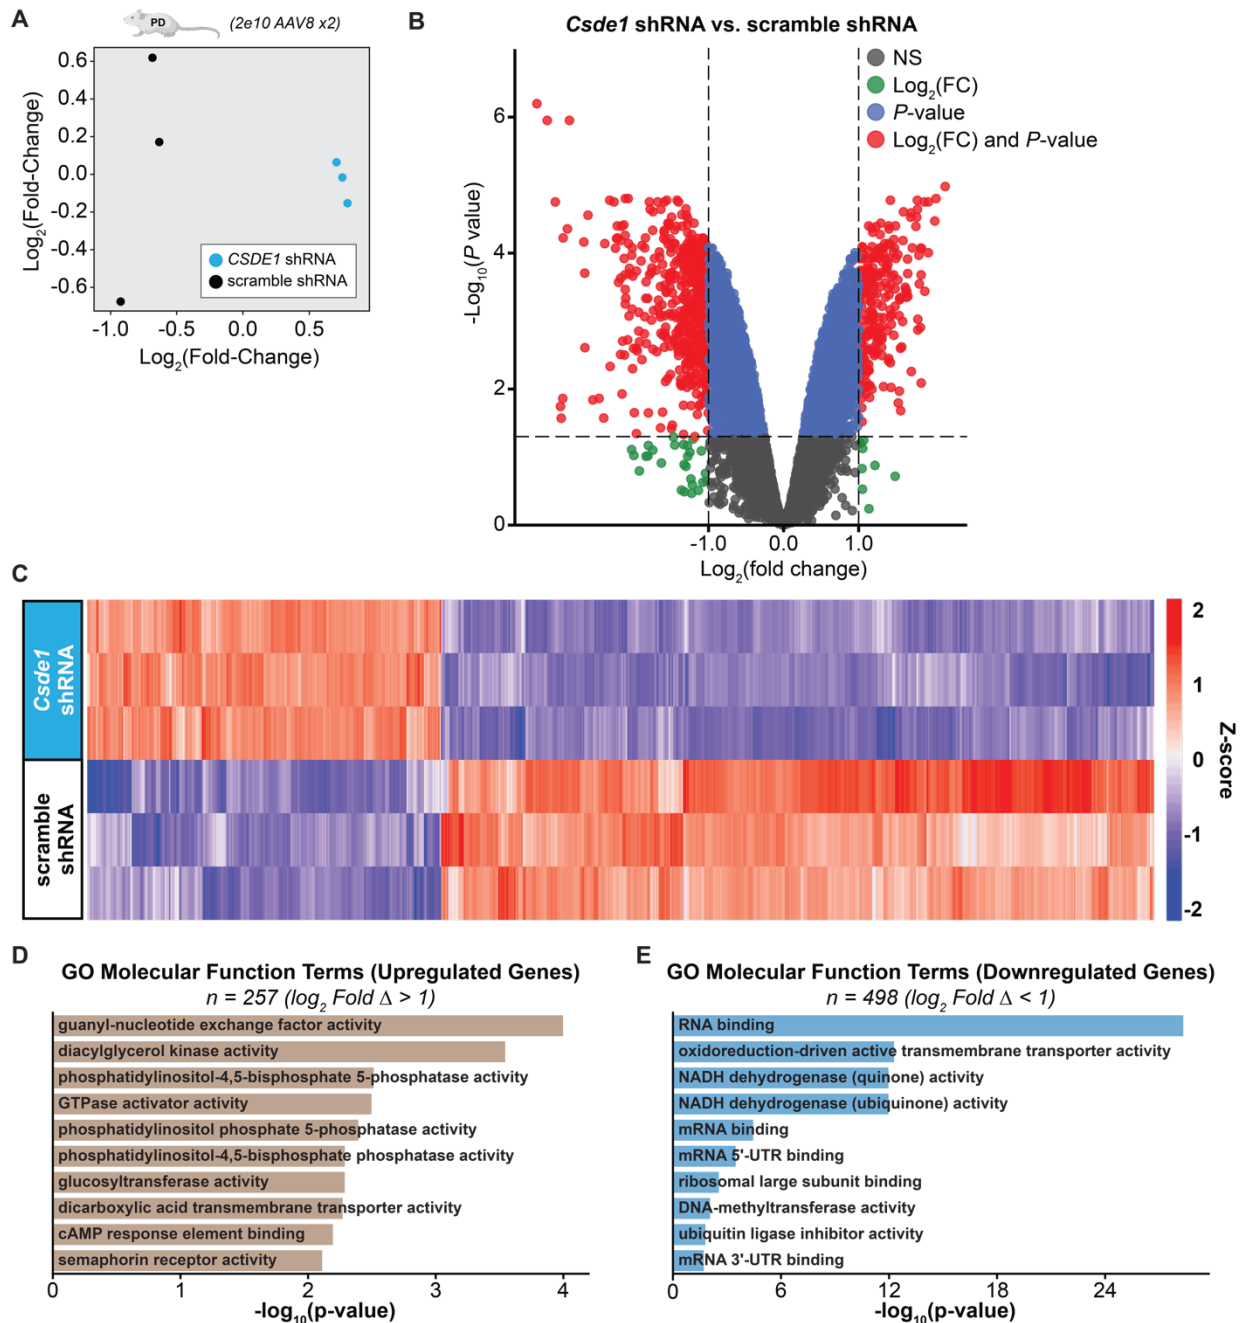 A
PD
(2e10 AAV8 x2)
0.6
0.4
0.2
0.0
-0.2
-0.4
-0.6
Log2(Fold-Change)
CSDE1 shRNA
scramble shRNA
-1.0
-0.5
0.0
0.5
Log2(Fold-Change)
B
Csde1 shRNA vs. scramble shRNA
NS
Log2(FC)
P-value
Log2(FC) and P-value
6
4
2
0
-Log10(P value)
-1.0
0.0
1.0
Log2(fold change)
C
Csde1
shRNA
scramble
shRNA
2
1
0
-1
-2
Z-score
D
GO Molecular Function Terms (Upregulated Genes)
n = 257 (log2 Fold Δ > 1)
guanyl-nucleotide exchange factor activity
diacylglycerol kinase activity
phosphatidylinositol-4,5-bisphosphate 5-phosphatase activity
GTPase activator activity
phosphatidylinositol phosphate 5-phosphatase activity
phosphatidylinositol-4,5-bisphosphate phosphatase activity
glucosyltransferase activity
dicarboxylic acid transmembrane transporter activity
cAMP response element binding
semaphorin receptor activity
0
1
2
3
4
-log10(p-value)
E
GO Molecular Function Terms (Downregulated Genes)
n = 498 (log2 Fold Δ < 1)
RNA binding
oxidoreduction-driven active transmembrane transporter activity
NADH dehydrogenase (quinone) activity
NADH dehydrogenase (ubiquinone) activity
mRNA binding
mRNA 5'-UTR binding
ribosomal large subunit binding
DNA-methyltransferase activity
ubiquitin ligase inhibitor activity
mRNA 3'-UTR binding
0
6
12
18
24
-log10(p-value)